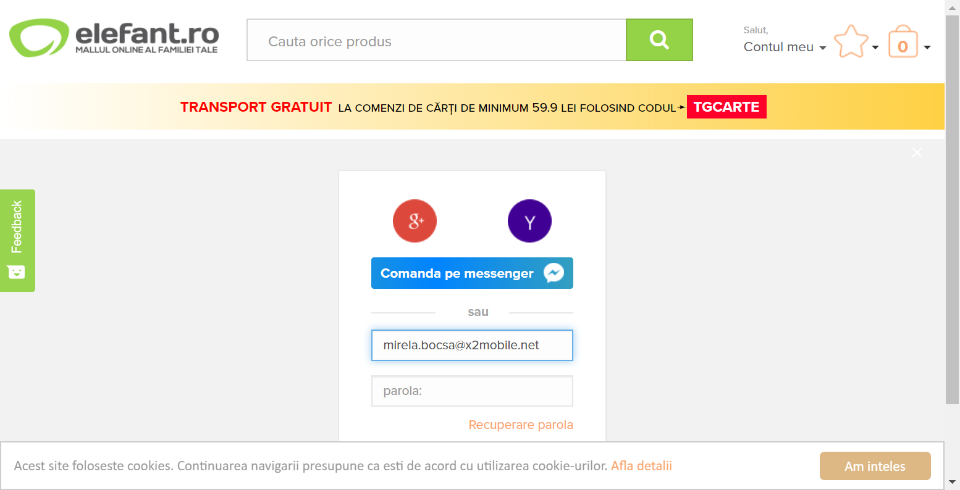 elefant.ro
MALLUL ONLINE AL FAMILIEI TALE
Cauta orice produs
Salut,
Contul meu
0
TRANSPORT GRATUIT LA COMENZI DE CĂRȚI DE MINIMUM 59.9 LEI FOLOSIND CODUL TGCARTE
Feedback
g+
Y
Comanda pe messenger
sau
mirela.bocsa@x2mobile.net
parola:
Recuperare parola
Acest site foloseste cookies. Continuarea navigarii presupune ca esti de acord cu utilizarea cookie-urilor. Afla detalii
Am inteles